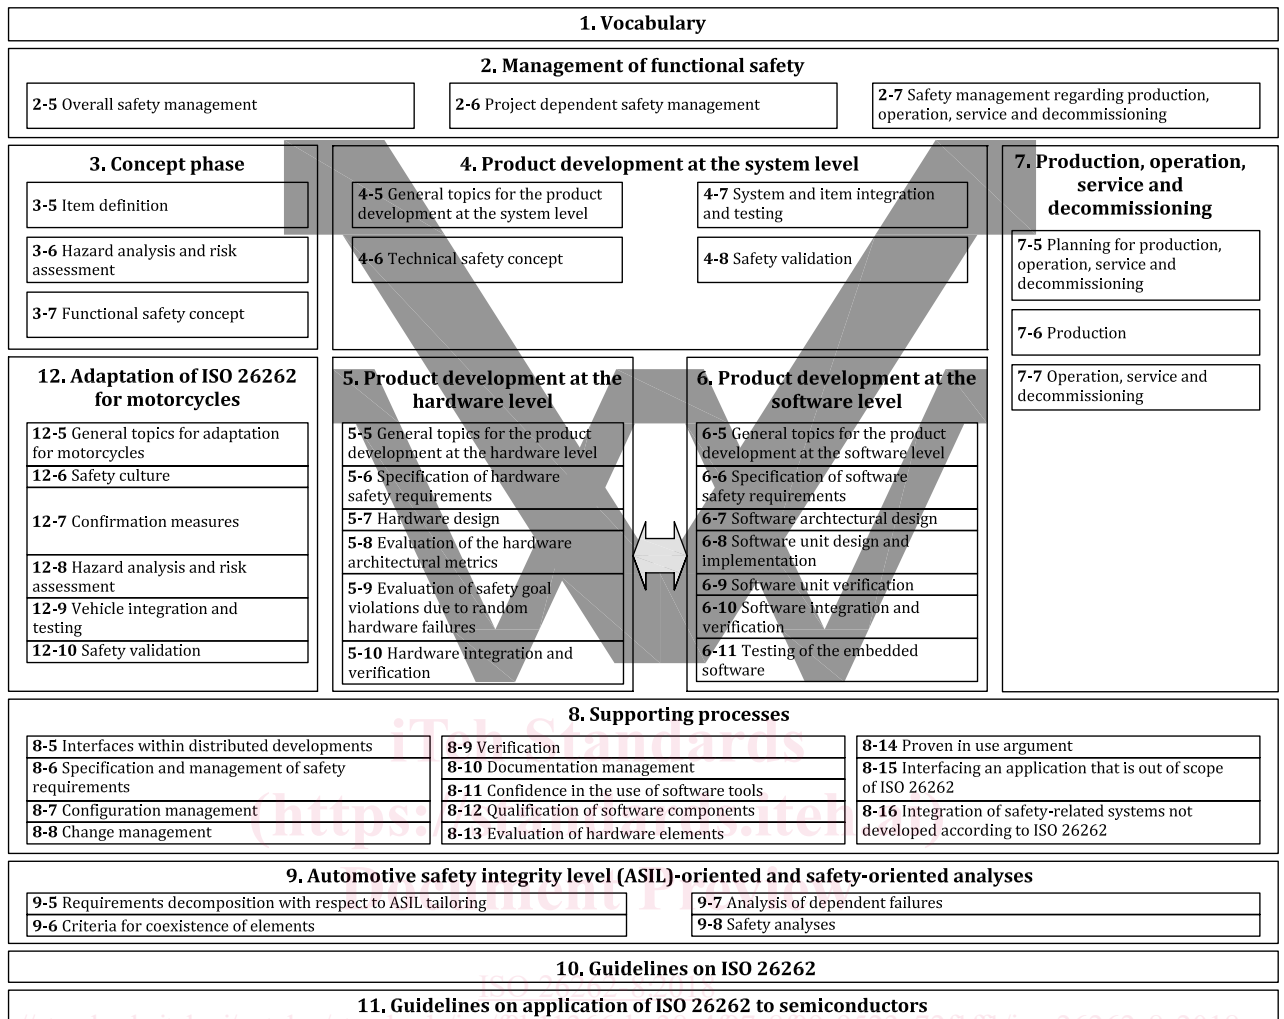 1. Vocabulary
2. Management of functional safety
2-5 Overall safety management
2-6 Project dependent safety management
2-7 Safety management regarding production,
operation, service and decommissioning
3. Concept phase
3-5 Item definition
3-6 Hazard analysis and risk
assessment
3-7 Functional safety concept
4. Product development at the system level
4-5 General topics for the product
development at the system level
4-6 Technical safety concept
4-7 System and item integration
and testing
4-8 Safety validation
7. Production, operation,
service and
decommissioning
7-5 Planning for production,
operation, service and
decommissioning
7-6 Production
7-7 Operation, service and
decommissioning
12. Adaptation of ISO 26262
for motorcycles
12-5 General topics for adaptation
for motorcycles
12-6 Safety culture
12-7 Confirmation measures
12-8 Hazard analysis and risk
assessment
12-9 Vehicle integration and
testing
12-10 Safety validation
5. Product development at the
hardware level
5-5 General topics for the product
development at the hardware level
5-6 Specification of hardware
safety requirements
5-7 Hardware design
5-8 Evaluation of the hardware
architectural metrics
5-9 Evaluation of safety goal
violations due to random
hardware failures
5-10 Hardware integration and
verification
6. Product development at the
software level
6-5 General topics for the product
development at the software level
6-6 Specification of software
safety requirements
6-7 Software archtectural design
6-8 Software unit design and
implementation
6-9 Software unit verification
6-10 Software integration and
verification
6-11 Testing of the embedded
software
8. Supporting processes
8-5 Interfaces within distributed developments
8-6 Specification and management of safety
requirements
8-7 Configuration management
8-8 Change management
8-9 Verification
8-10 Documentation management
8-11 Confidence in the use of software tools
8-12 Qualification of software components
8-13 Evaluation of hardware elements
8-14 Proven in use argument
8-15 Interfacing an application that is out of scope
of ISO 26262
8-16 Integration of safety-related systems not
developed according to ISO 26262
iTeh Standards
(https://standards.iteh.ai)
Document Preview
9. Automotive safety integrity level (ASIL)-oriented and safety-oriented analyses
9-5 Requirements decomposition with respect to ASIL tailoring
9-6 Criteria for coexistence of elements
9-7 Analysis of dependent failures
9-8 Safety analyses
10. Guidelines on ISO 26262
ISO 26262-8:2018
11. Guidelines on application of ISO 26262 to semiconductors